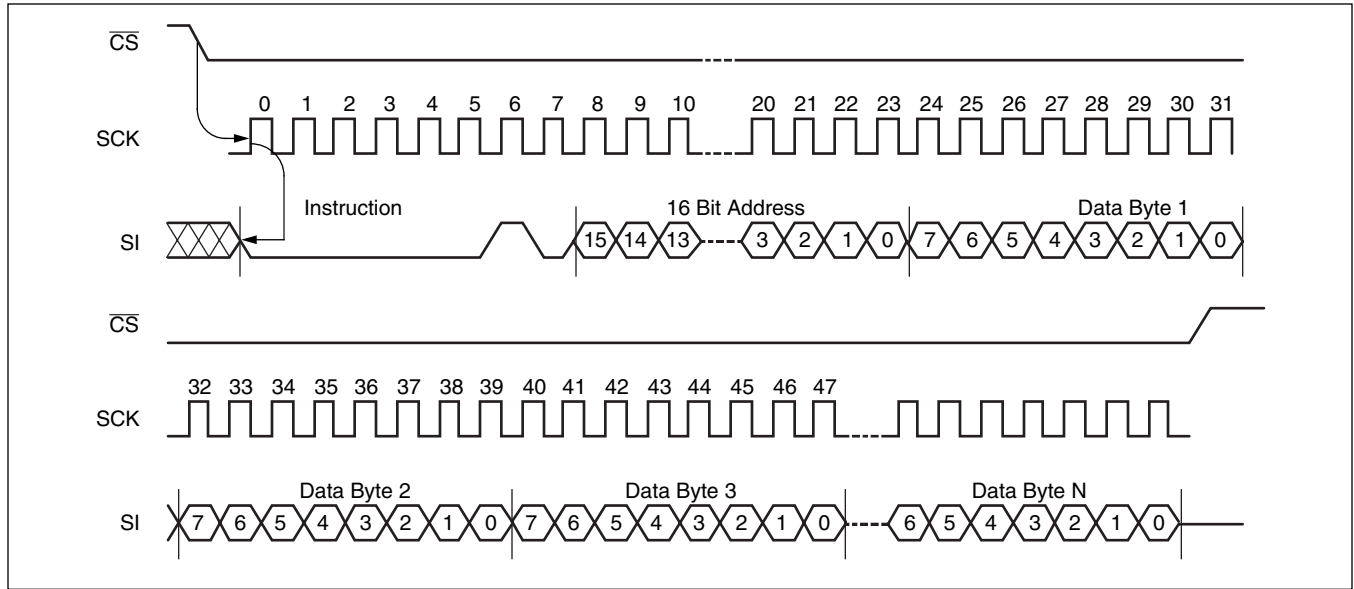 CS
0 1 2 3 4 5 6 7 8 9 10 20 21 22 23 24 25 26 27 28 29 30 31
SCK
Instruction 16 Bit Address Data Byte 1
SI 15 14 13 3 2 1 0 7 6 5 4 3 2 1 0
CS
32 33 34 35 36 37 38 39 40 41 42 43 44 45 46 47
SCK
Data Byte 2 Data Byte 3 Data Byte N
SI 7 6 5 4 3 2 1 0 7 6 5 4 3 2 1 0 6 5 4 3 2 1 0